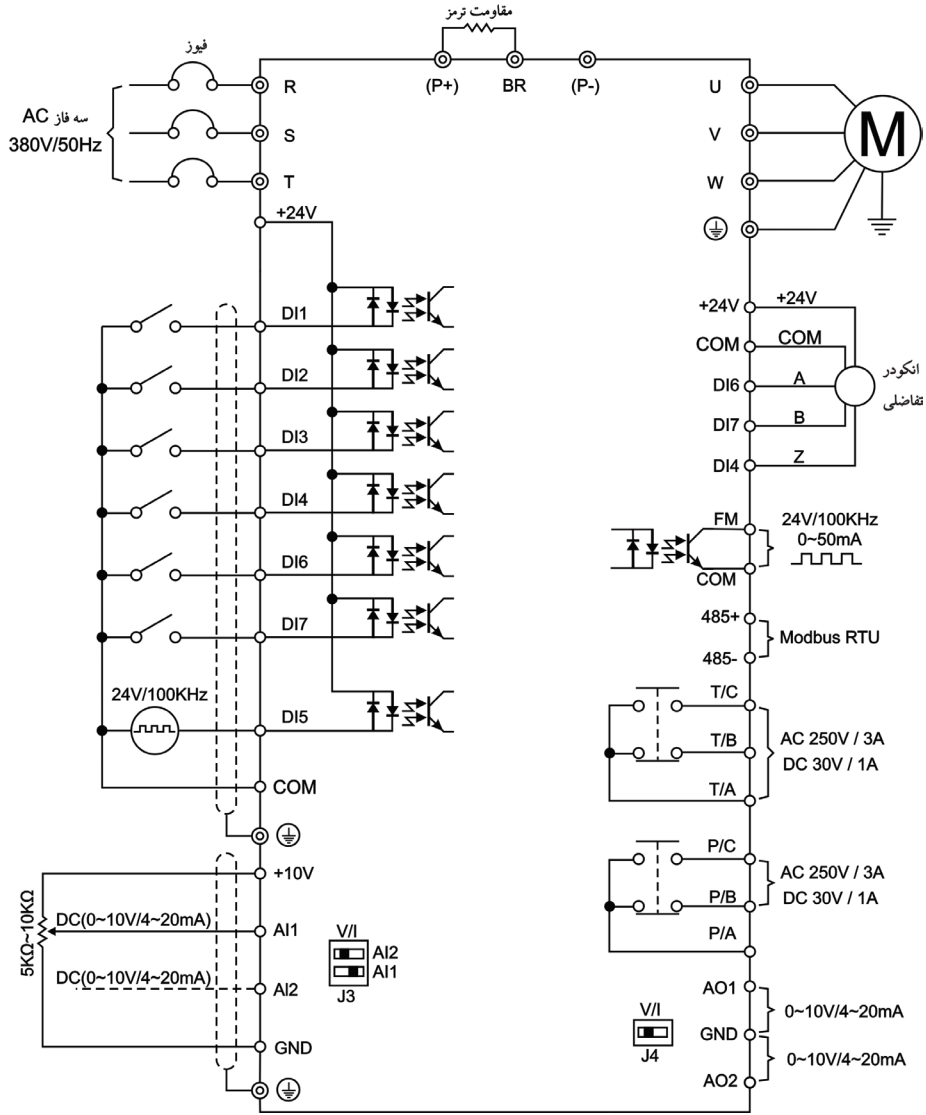 مقاومت ترمز
فیوز
(P+)
BR
(P-)
R
S
T
سه فاز AC
380V/50Hz
U
V
W
M
+24V
DI1
DI2
DI3
DI4
DI6
DI7
24V/100KHz
DI5
COM
+10V
5KΩ~10KΩ
DC(0~10V/4~20mA)
AI1
DC(0~10V/4~20mA)
AI2
GND
V/I
AI2
AI1
J3
+24V
+24V
COM
COM
DI6
A
DI7
B
DI4
Z
انکودر
تفاضلی
FM
COM
24V/100KHz
0~50mA
485+
485-
Modbus RTU
T/C
T/B
T/A
AC 250V / 3A
DC 30V / 1A
P/C
P/B
P/A
AC 250V / 3A
DC 30V / 1A
V/I
J4
AO1
GND
AO2
0~10V/4~20mA
0~10V/4~20mA